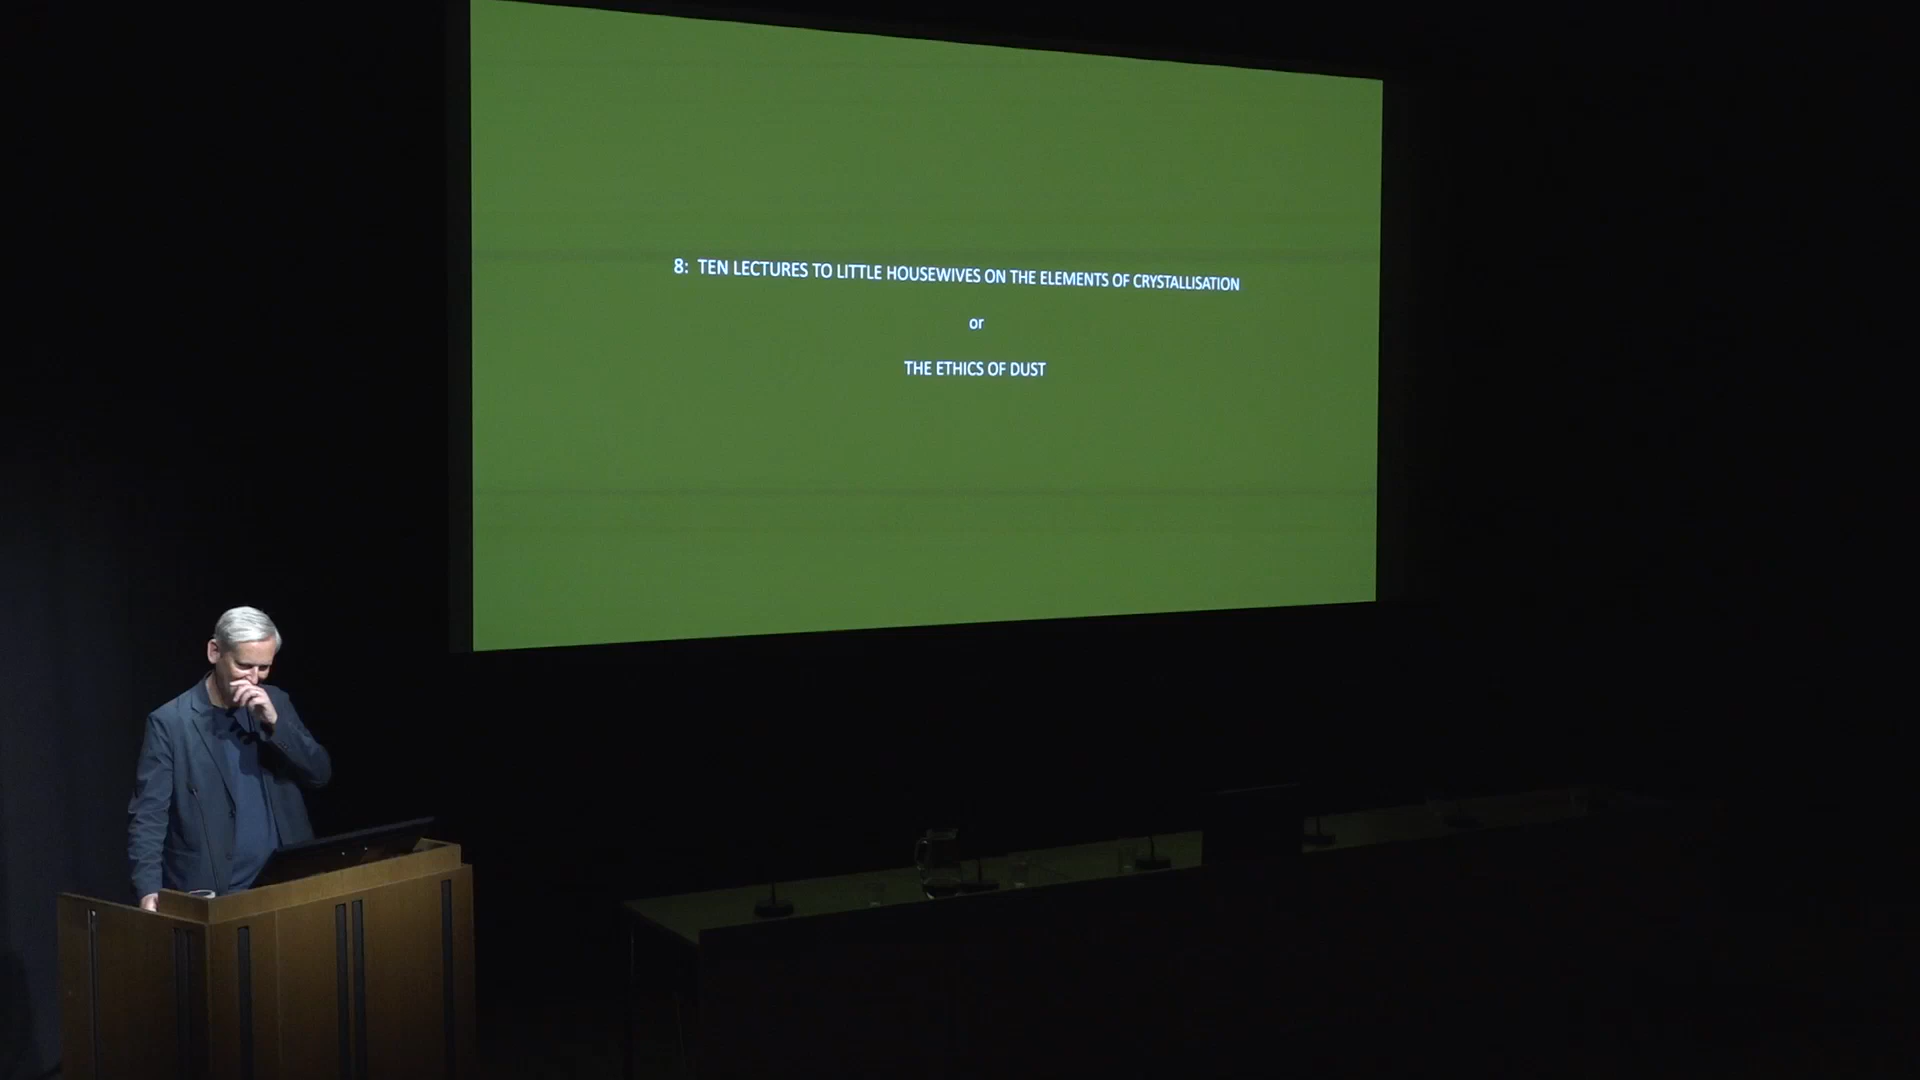 8: TEN LECTURES TO LITTLE HOUSEWIVES ON THE ELEMENTS OF CRYSTALLISATION
or
THE ETHICS OF DUST